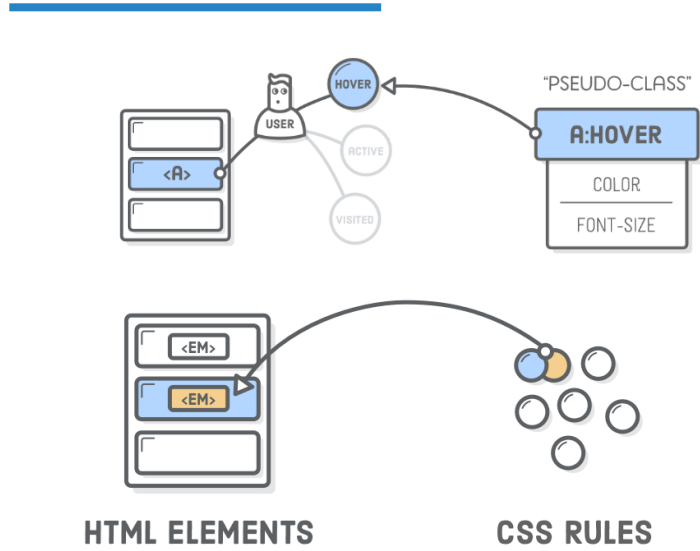 "PSEUDO-CLASS"
HOVER
USER
A:HOVER
ACTIVE
<A>
COLOR
VISITED
FONT-SIZE
<EM>
<EM>
HTML ELEMENTS
CSS RULES